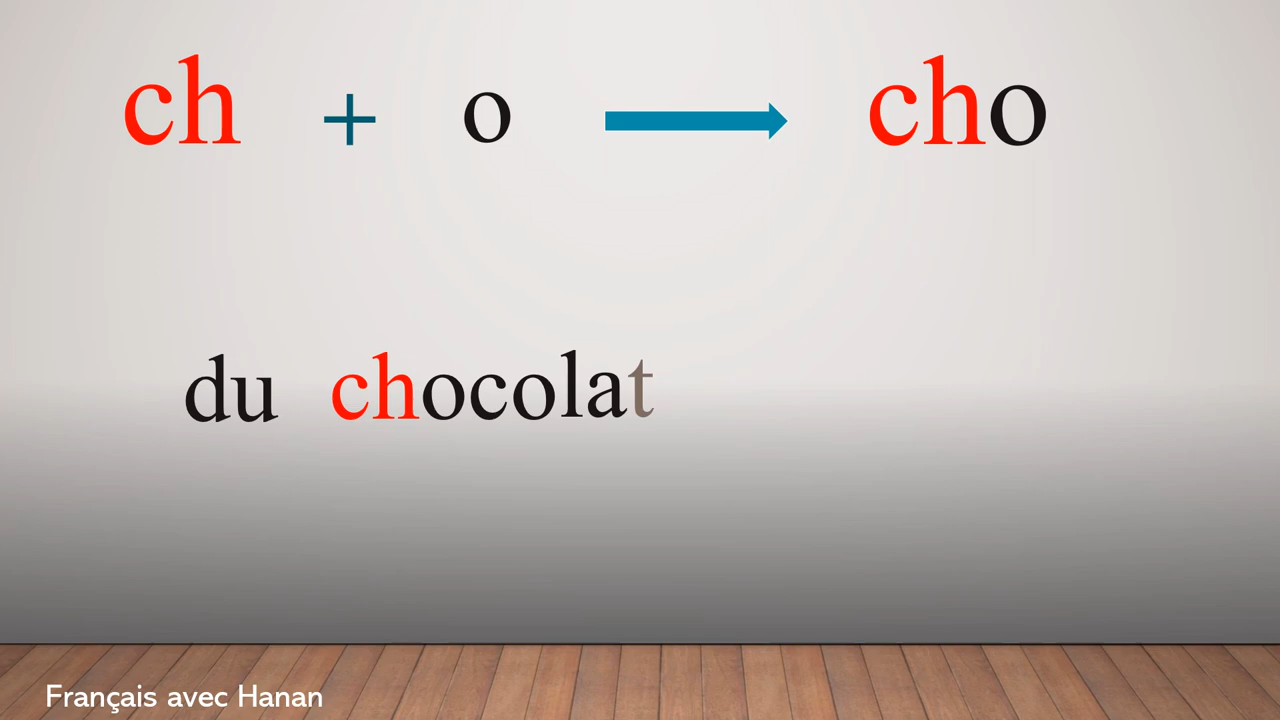 ch + o → cho
du chocolat
Français avec Hanan